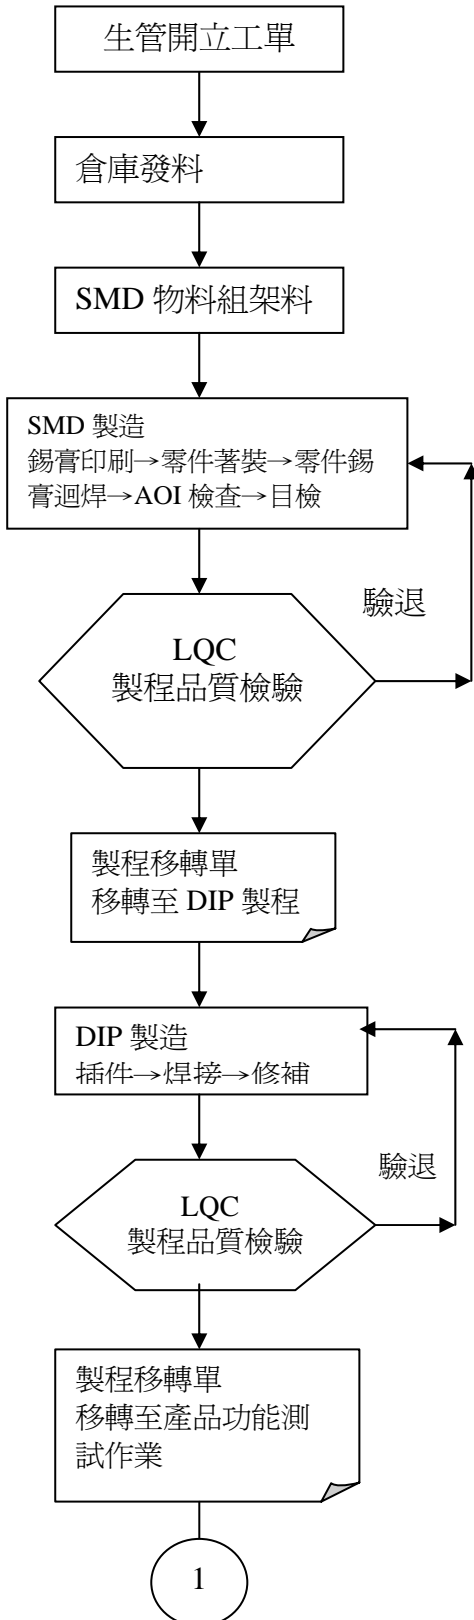 生管開立工單
倉庫發料
SMD 物料組架料
SMD 製造
錫膏印刷→零件著裝→零件錫
膏迴焊→AOI 檢查→目檢
驗退
LQC
製程品質檢驗
製程移轉單
移轉至 DIP 製程
DIP 製造
插件→焊接→修補
驗退
LQC
製程品質檢驗
製程移轉單
移轉至產品功能測
試作業
1